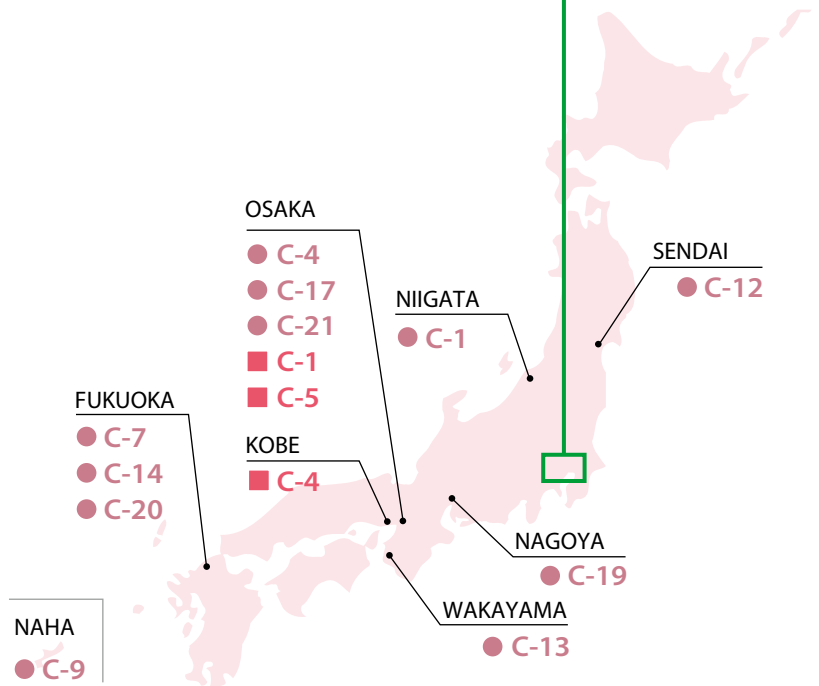 OSAKA
C-4
C-17
C-21
C-1
C-5
SENDAI
C-12
NIIGATA
C-1
FUKUOKA
C-7
C-14
C-20
KOBE
C-4
NAGOYA
C-19
WAKAYAMA
C-13
NAHA
C-9